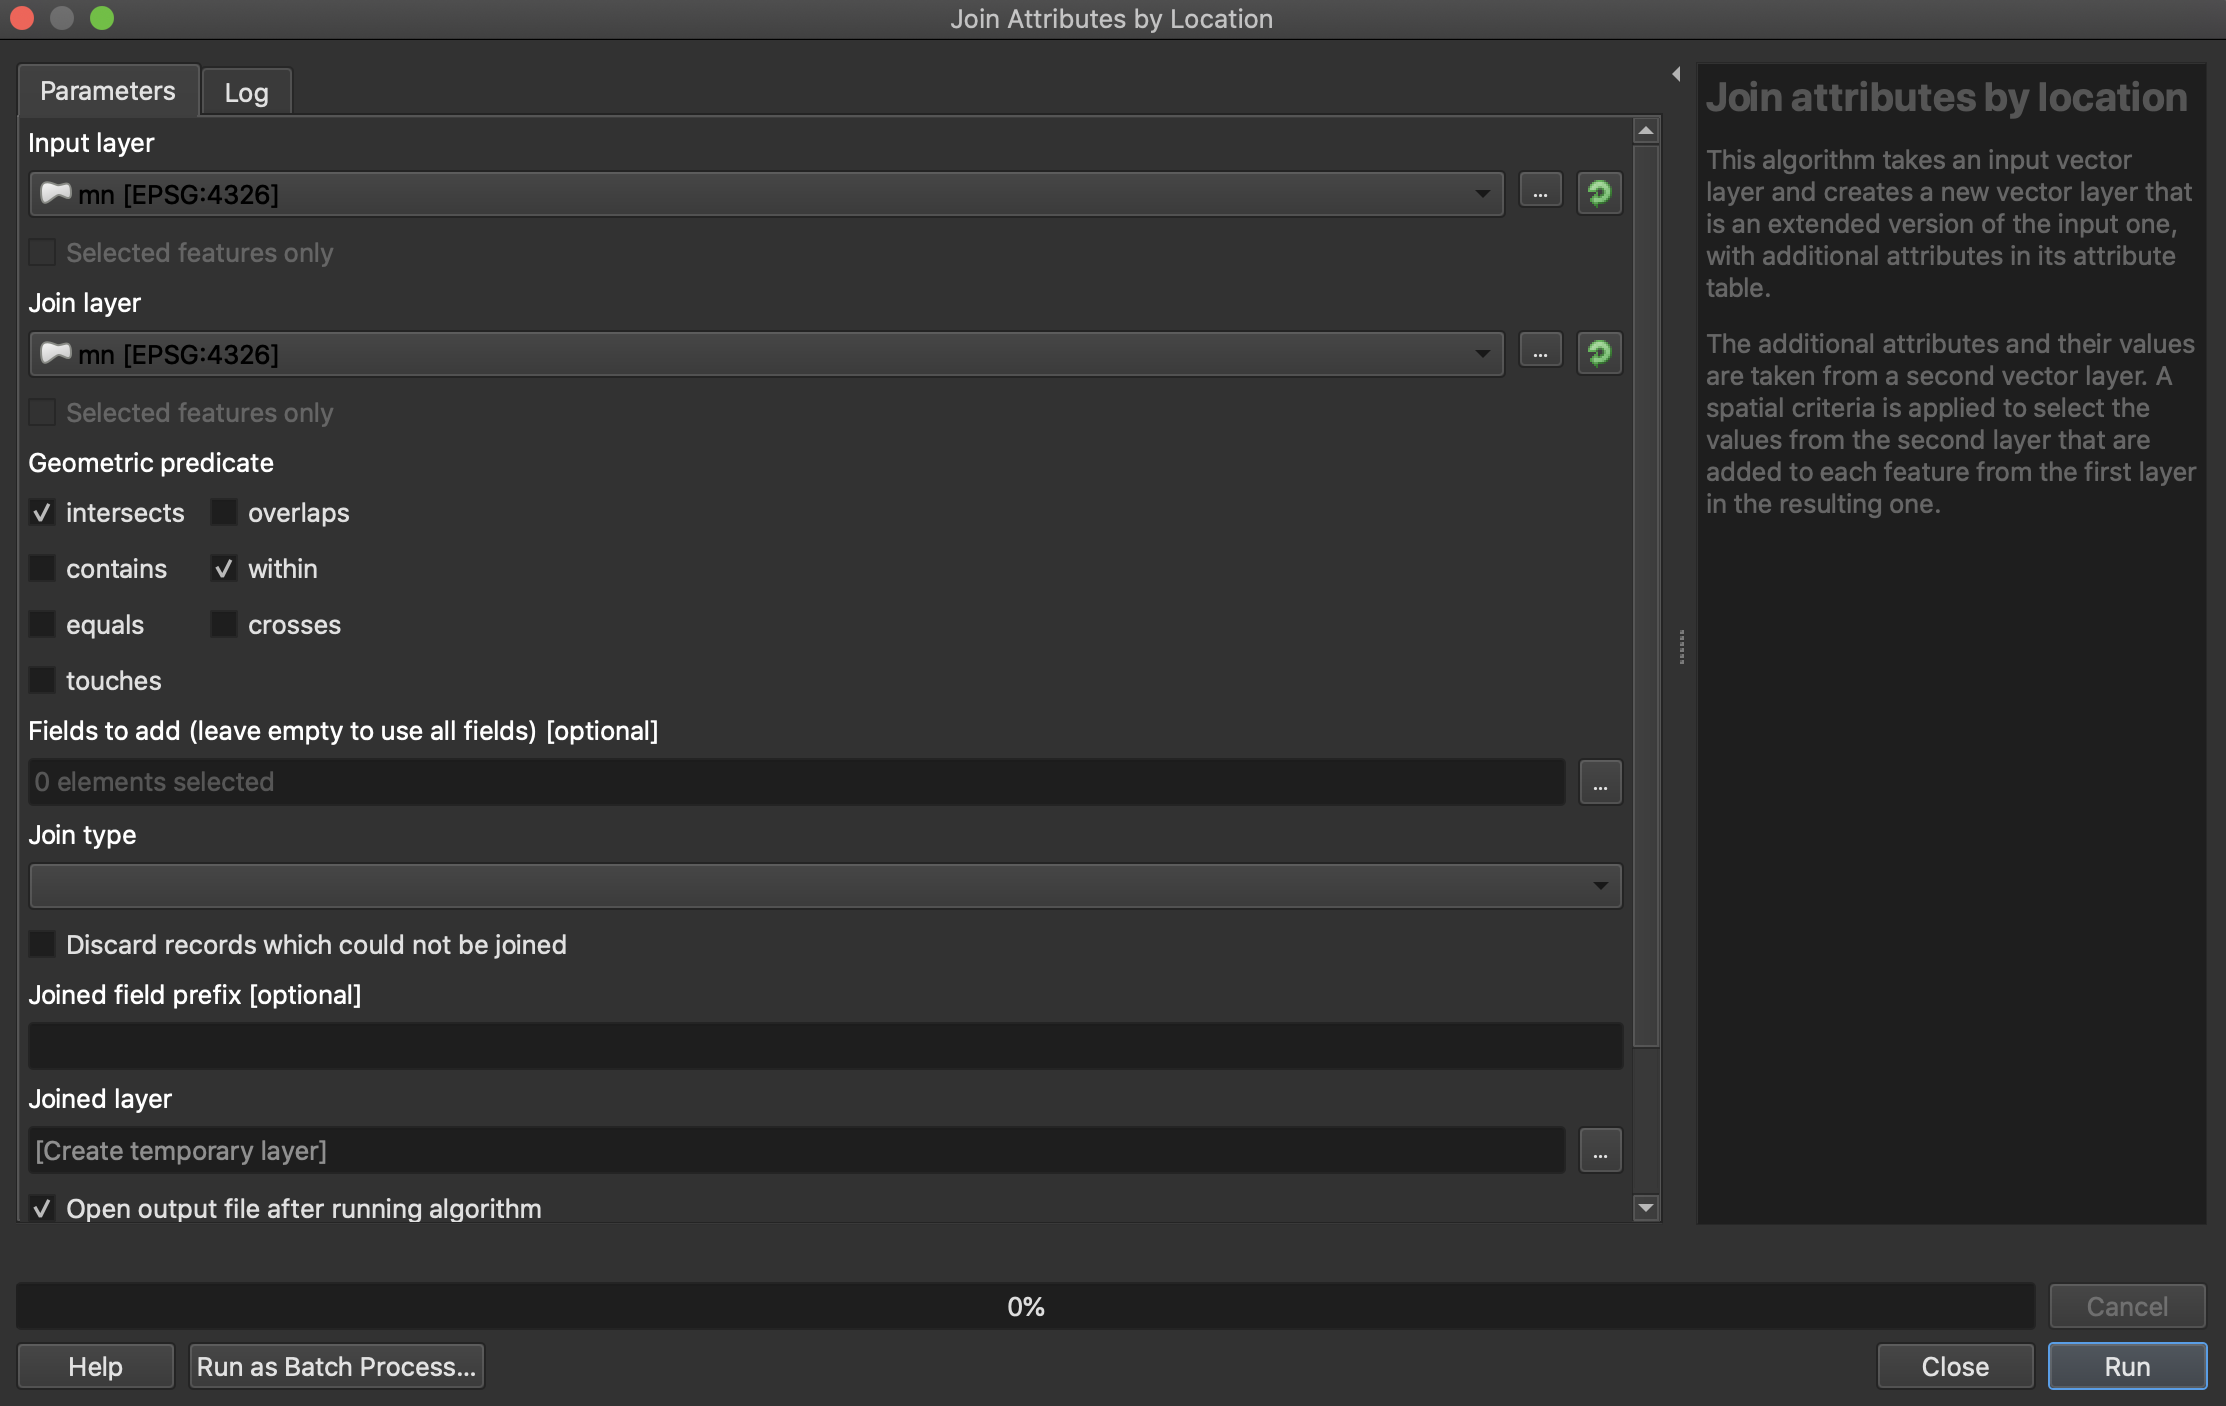 Join Attributes by Location
Parameters
Log
Input layer
mn [EPSG:4326]
...
Selected features only
Join layer
mn [EPSG:4326]
...
Selected features only
Geometric predicate
intersects
overlaps
contains
within
equals
crosses
touches
Fields to add (leave empty to use all fields) [optional]
0 elements selected
...
Join type
Discard records which could not be joined
Joined field prefix [optional]
Joined layer
[Create temporary layer]
...
Open output file after running algorithm
Join attributes by location
This algorithm takes an input vector
layer and creates a new vector layer that
is an extended version of the input one,
with additional attributes in its attribute
table.
The additional attributes and their values
are taken from a second vector layer. A
spatial criteria is applied to select the
values from the second layer that are
added to each feature from the first layer
in the resulting one.
0%
Cancel
Help
Run as Batch Process...
Close
Run